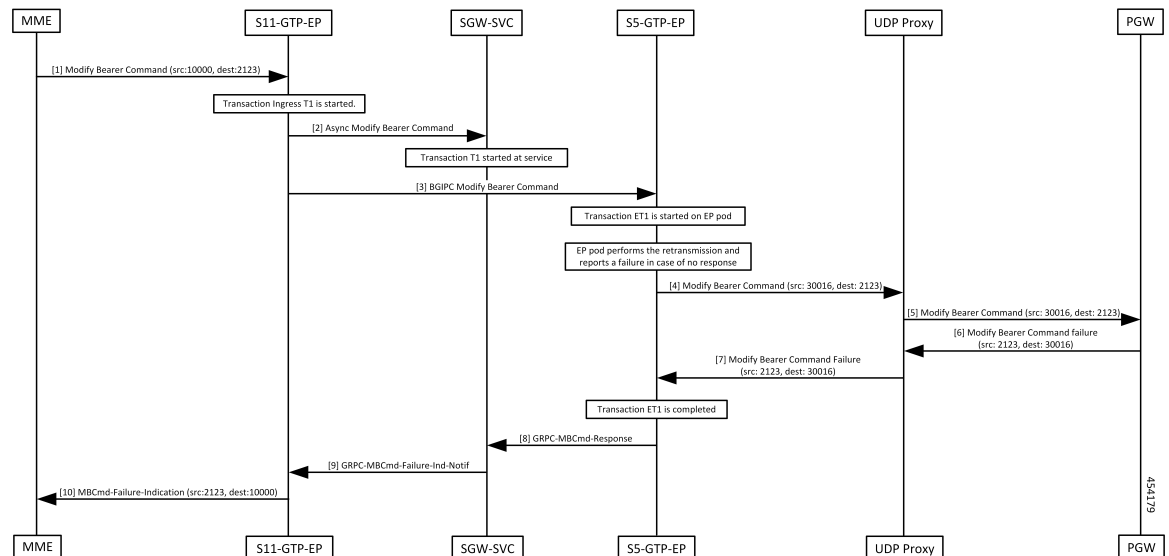 MME
S11-GTP-EP
SGW-SVC
S5-GTP-EP
UDP Proxy
PGW
[1] Modify Bearer Command (src:10000, dest:2123)
Transaction Ingress T1 is started.
[2] Async Modify Bearer Command
Transaction T1 started at service
[3] BGIPC Modify Bearer Command
Transaction ET1 is started on EP pod
EP pod performs the retransmission and
reports a failure in case of no response
[4] Modify Bearer Command (src: 30016, dest: 2123)
[5] Modify Bearer Command (src: 30016, dest: 2123)
[6] Modify Bearer Command failure
(src: 2123, dest: 30016)
[7] Modify Bearer Command Failure
(src: 2123, dest: 30016)
Transaction ET1 is completed
[8] GRPC-MBCmd-Response
[9] GRPC-MBCmd-Failure-Ind-Notif
[10] MBCmd-Failure-Indication (src:2123, dest:10000)
454179
MME
S11-GTP-EP
SGW-SVC
S5-GTP-EP
UDP Proxy
PGW